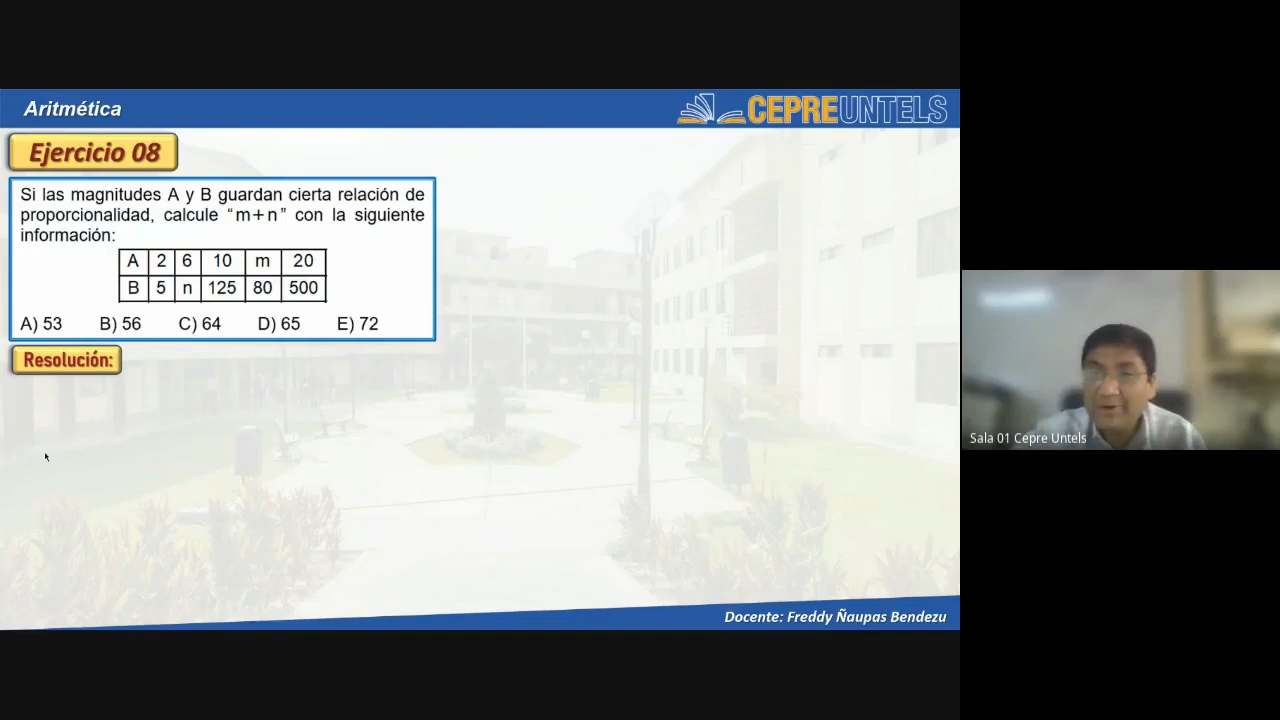 Aritmética
CEPREUNTELS
Ejercicio 08
Si las magnitudes A y B guardan cierta relación de
proporcionalidad, calcule “m+n” con la siguiente
información:
A 2 6 10 m 20
B 5 n 125 80 500
A) 53 B) 56 C) 64 D) 65 E) 72
Resolución:
Sala 01 Cepre Untels
Docente: Freddy Ñaupas Bendezu